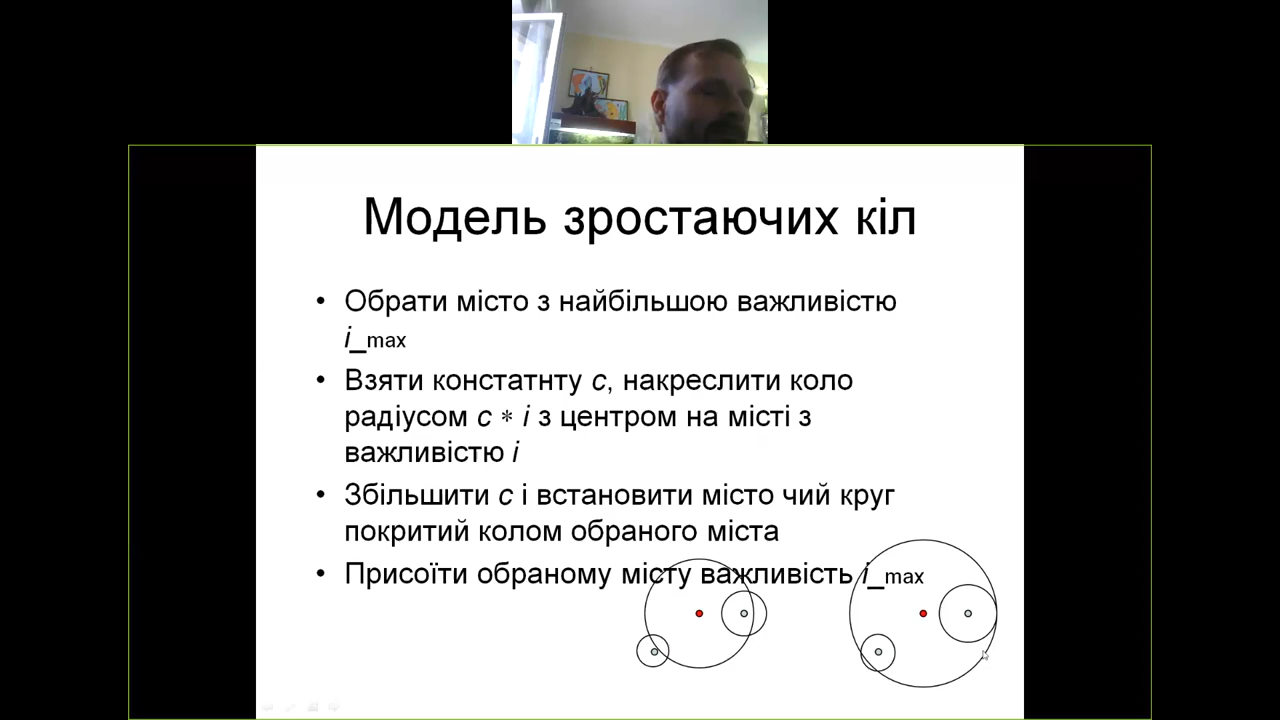 Модель зростаючих кіл
• Обрати місто з найбільшою важливістю
i_max
• Взяти констатнту c, накреслити коло
радіусом c * i з центром на місті з
важливістю i
• Збільшити c і встановити місто чий круг
покритий колом обраного міста
• Присоїти обраному місту важливість i_max